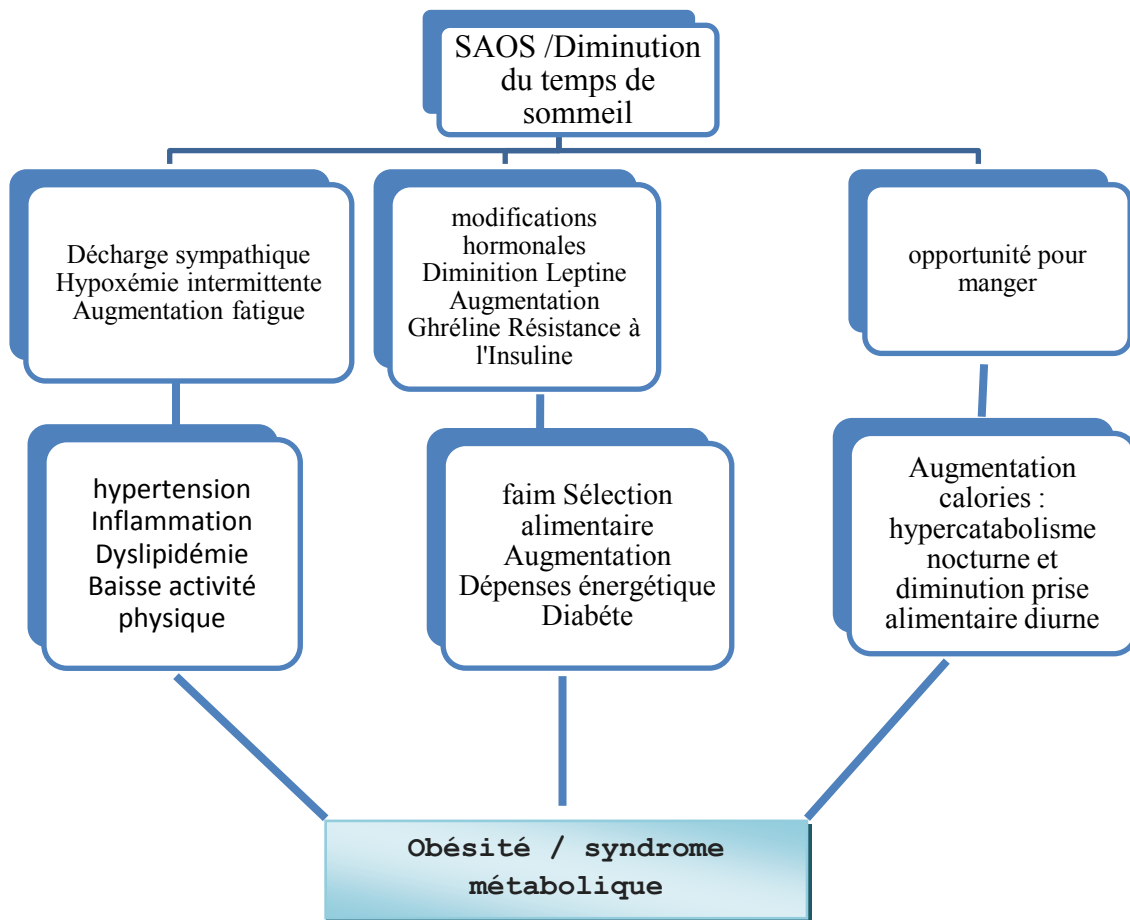 SAOS /Diminution
du temps de
sommeil
Décharge sympathique
Hypoxémie intermittente
Augmentation fatigue
modifications
hormonales
Diminition Leptine
Augmentation
Ghréline Résistance à
l'Insuline
opportunité pour
manger
hypertension
Inflammation
Dyslipidémie
Baisse activité
physique
faim Sélection
alimentaire
Augmentation
Dépenses énergétique
Diabéte
Augmentation
calories :
hypercatabolisme
nocturne et
diminution prise
alimentaire diurne
Obésité / syndrome
métabolique